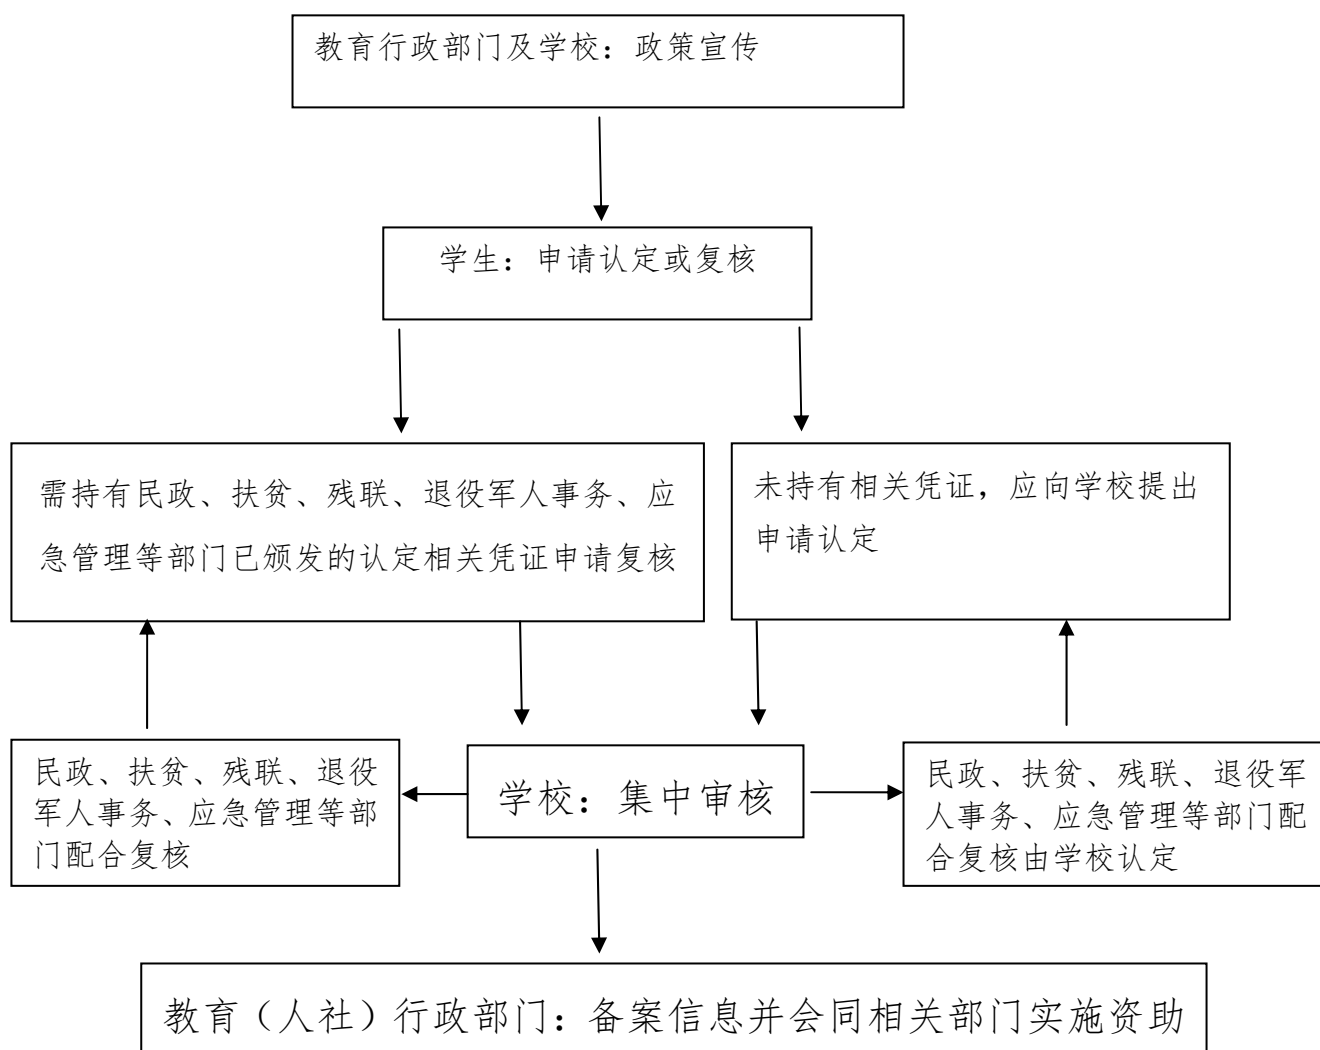 教育行政部门及学校：政策宣传
学生：申请认定或复核
需持有民政、扶贫、残联、退役军人事务、应
急管理等部门已颁发的认定相关凭证申请复核
未持有相关凭证，应向学校提出
申请认定
民政、扶贫、残联、退役
军人事务、应急管理等部
门配合复核
学校：集中审核
民政、扶贫、残联、退役军
人事务、应急管理等部门配
合复核由学校认定
教育（人社）行政部门：备案信息并会同相关部门实施资助